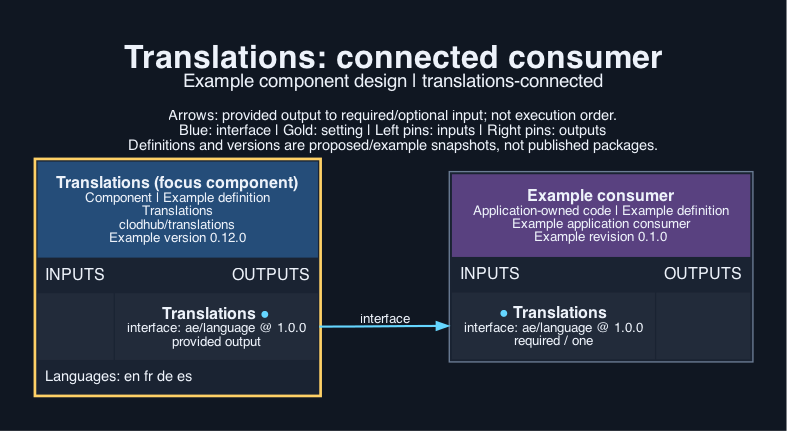 Translations: connected consumer
Example component design | translations-connected
Arrows: provided output to required/optional input; not execution order.
Blue: interface | Gold: setting | Left pins: inputs | Right pins: outputs
Definitions and versions are proposed/example snapshots, not published packages.
Translations (focus component)
Component | Example definition
Translations
clodhub/translations
Example version 0.12.0
INPUTS OUTPUTS
Translations
interface: ae/language @ 1.0.0
provided output
Languages: en fr de es
interface
Example consumer
Application-owned code | Example definition
Example application consumer
Example revision 0.1.0
INPUTS OUTPUTS
Translations
interface: ae/language @ 1.0.0
required / one